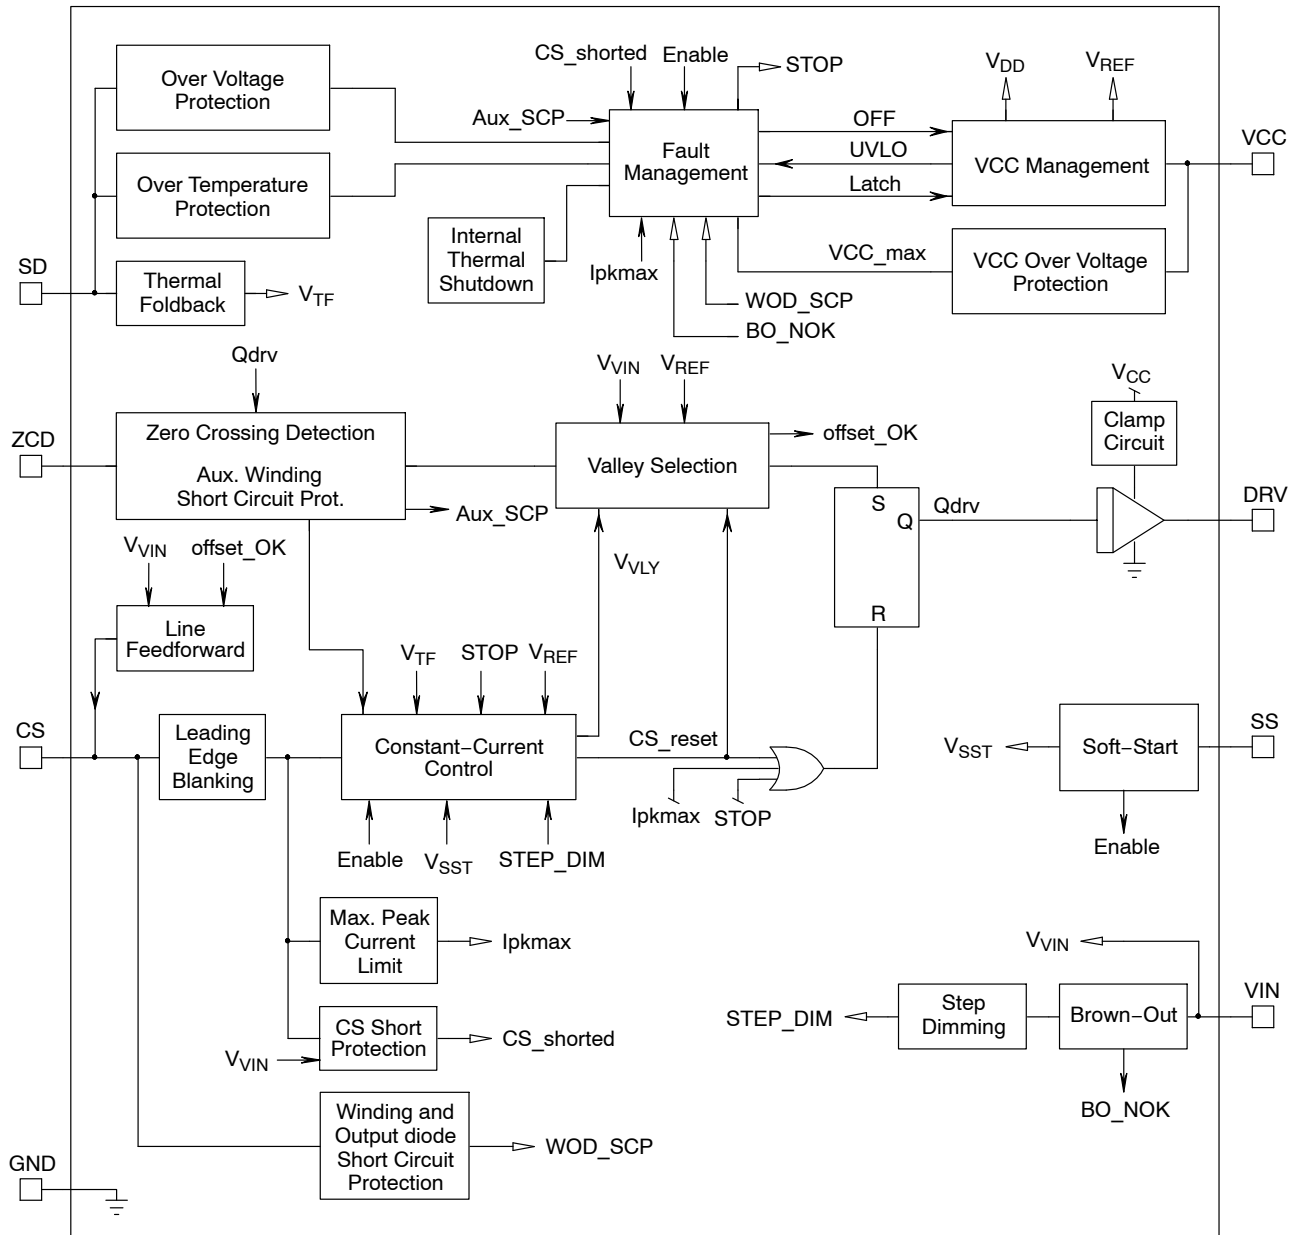 Over Voltage
Protection
Over Temperature
Protection
SD
Thermal
Foldback
VTF
CS_shorted
Enable
STOP
Aux_SCP
Fault
Management
OFF
UVLO
Latch
VDD
VREF
VCC Management
VCC
Internal
Thermal
Shutdown
Ipkmax
VCC_max
VCC Over Voltage
Protection
WOD_SCP
BO_NOK
Qdrv
ZCD
Zero Crossing Detection
Aux. Winding
Short Circuit Prot.
Aux_SCP
VVIN
VREF
Valley Selection
offset_OK
VVLY
S
Q
R
Qdrv
VCC
Clamp
Circuit
DRV
VVIN
offset_OK
Line
Feedforward
CS
Leading
Edge
Blanking
VTF
STOP
VREF
Constant−Current
Control
CS_reset
Ipkmax
STOP
Enable
VSST
STEP_DIM
VSST
Soft−Start
SS
Enable
Max. Peak
Current
Limit
Ipkmax
CS Short
Protection
VVIN
CS_shorted
Winding and
Output diode
Short Circuit
Protection
WOD_SCP
VVIN
VIN
STEP_DIM
Step
Dimming
Brown−Out
BO_NOK
GND